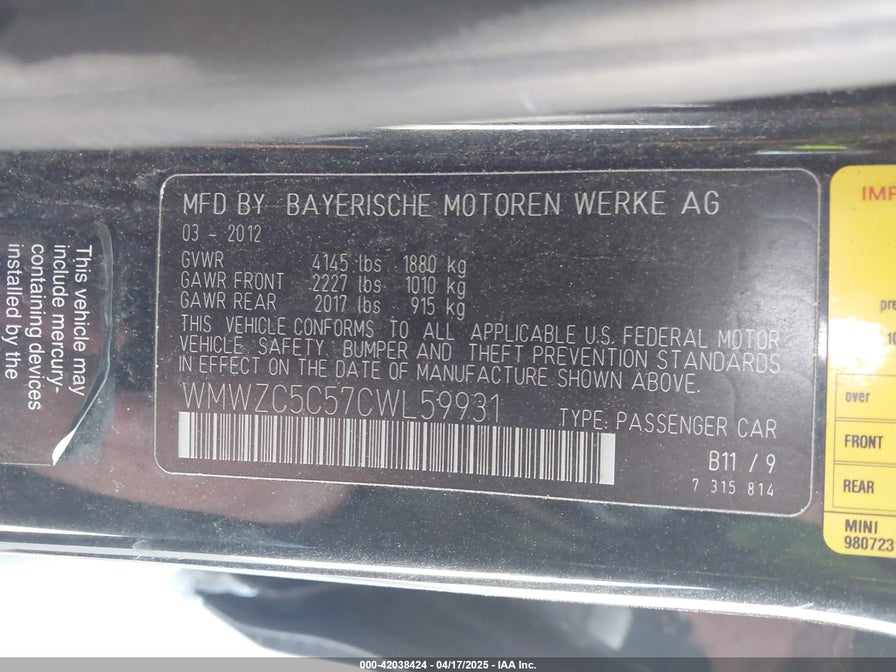 MFD BY BAYERISCHE MOTOREN WERKE AG
03 - 2012
GVWR 4145 lbs 1880 kg
GAWR FRONT 2227 lbs 1010 kg
GAWR REAR 2017 lbs 915 kg
THIS VEHICLE CONFORMS TO ALL APPLICABLE U.S. FEDERAL MOTOR
VEHICLE, SAFETY, BUMPER AND THEFT PREVENTION STANDARDS
IN EFFECT ON THE DATE OF MANUFACTURE SHOWN ABOVE.
WMWZC5C57CWL59931
TYPE: PASSENGER CAR
B11 / 9
7 315 814
This vehicle may
include mercury-
containing devices
installed by the
IMP
pre
10
over
FRONT
REAR
MINI
980723
000-42038424 - 04/17/2025 - IAA Inc.